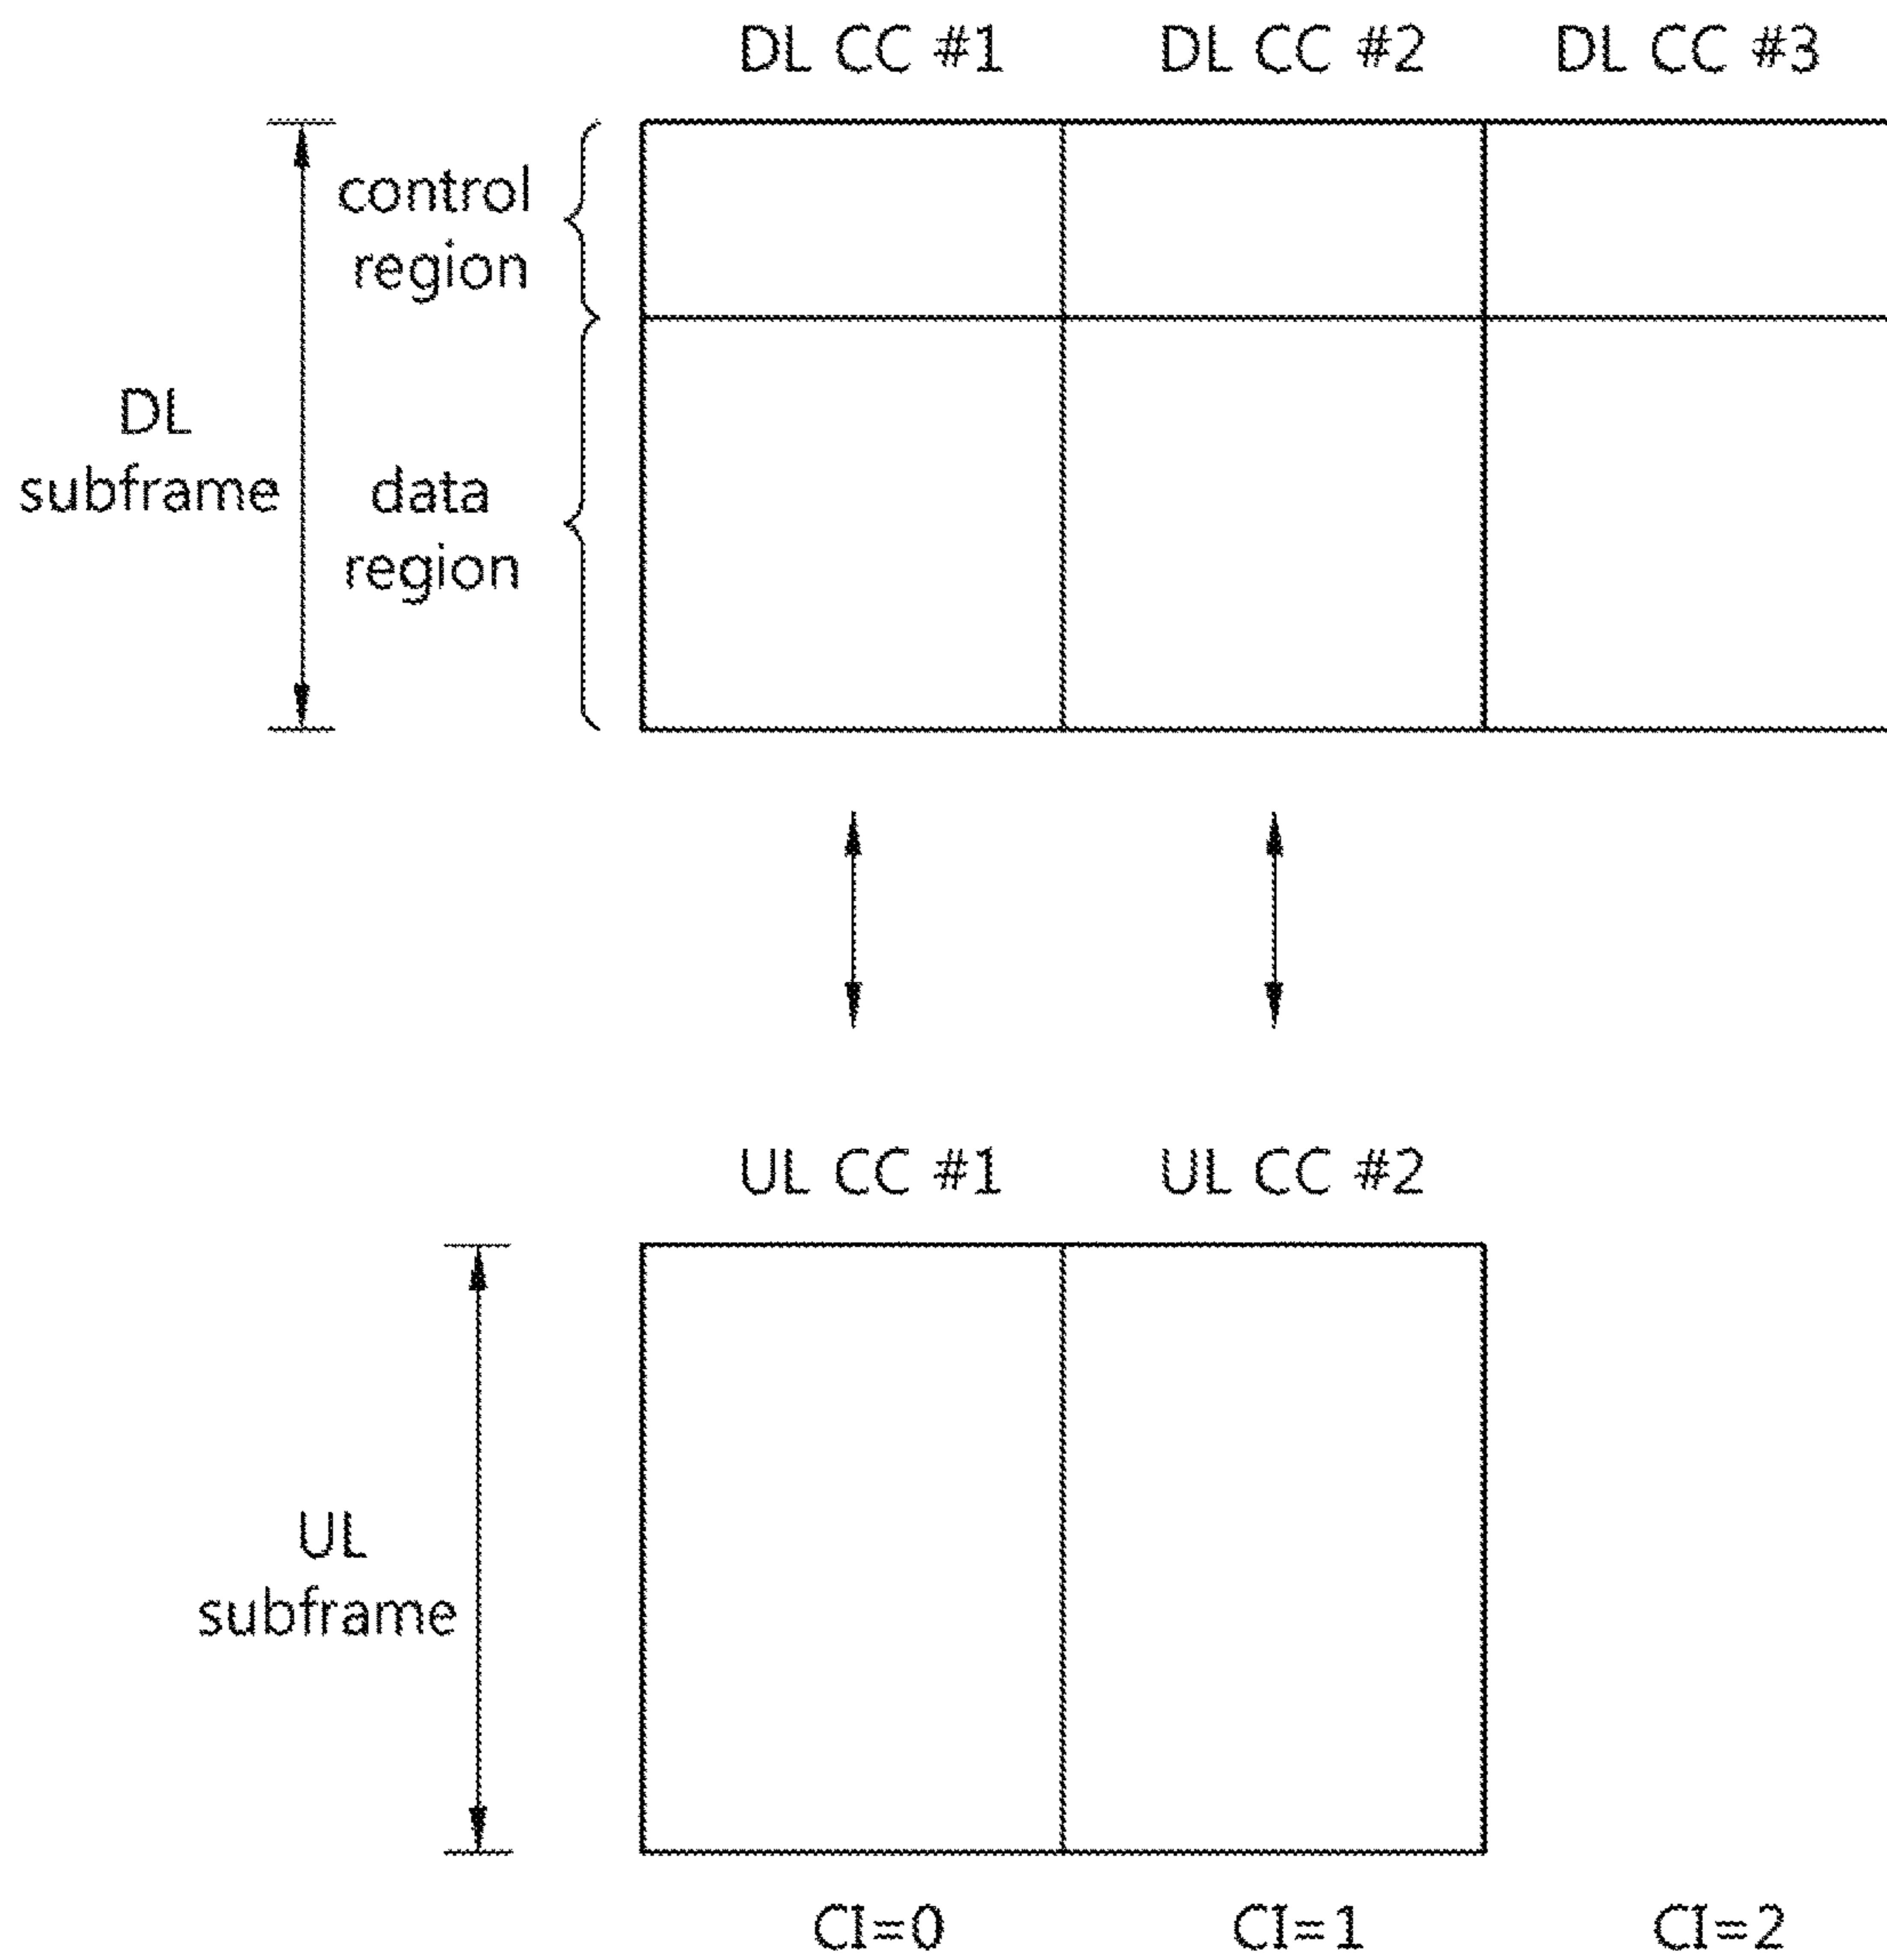 DL CC #1 DL CC #2 DL CC #3
control
region
DL
subframe
data
region
UL CC #1 UL CC #2
UL
subframe
CI=0 CI=1 CI=2